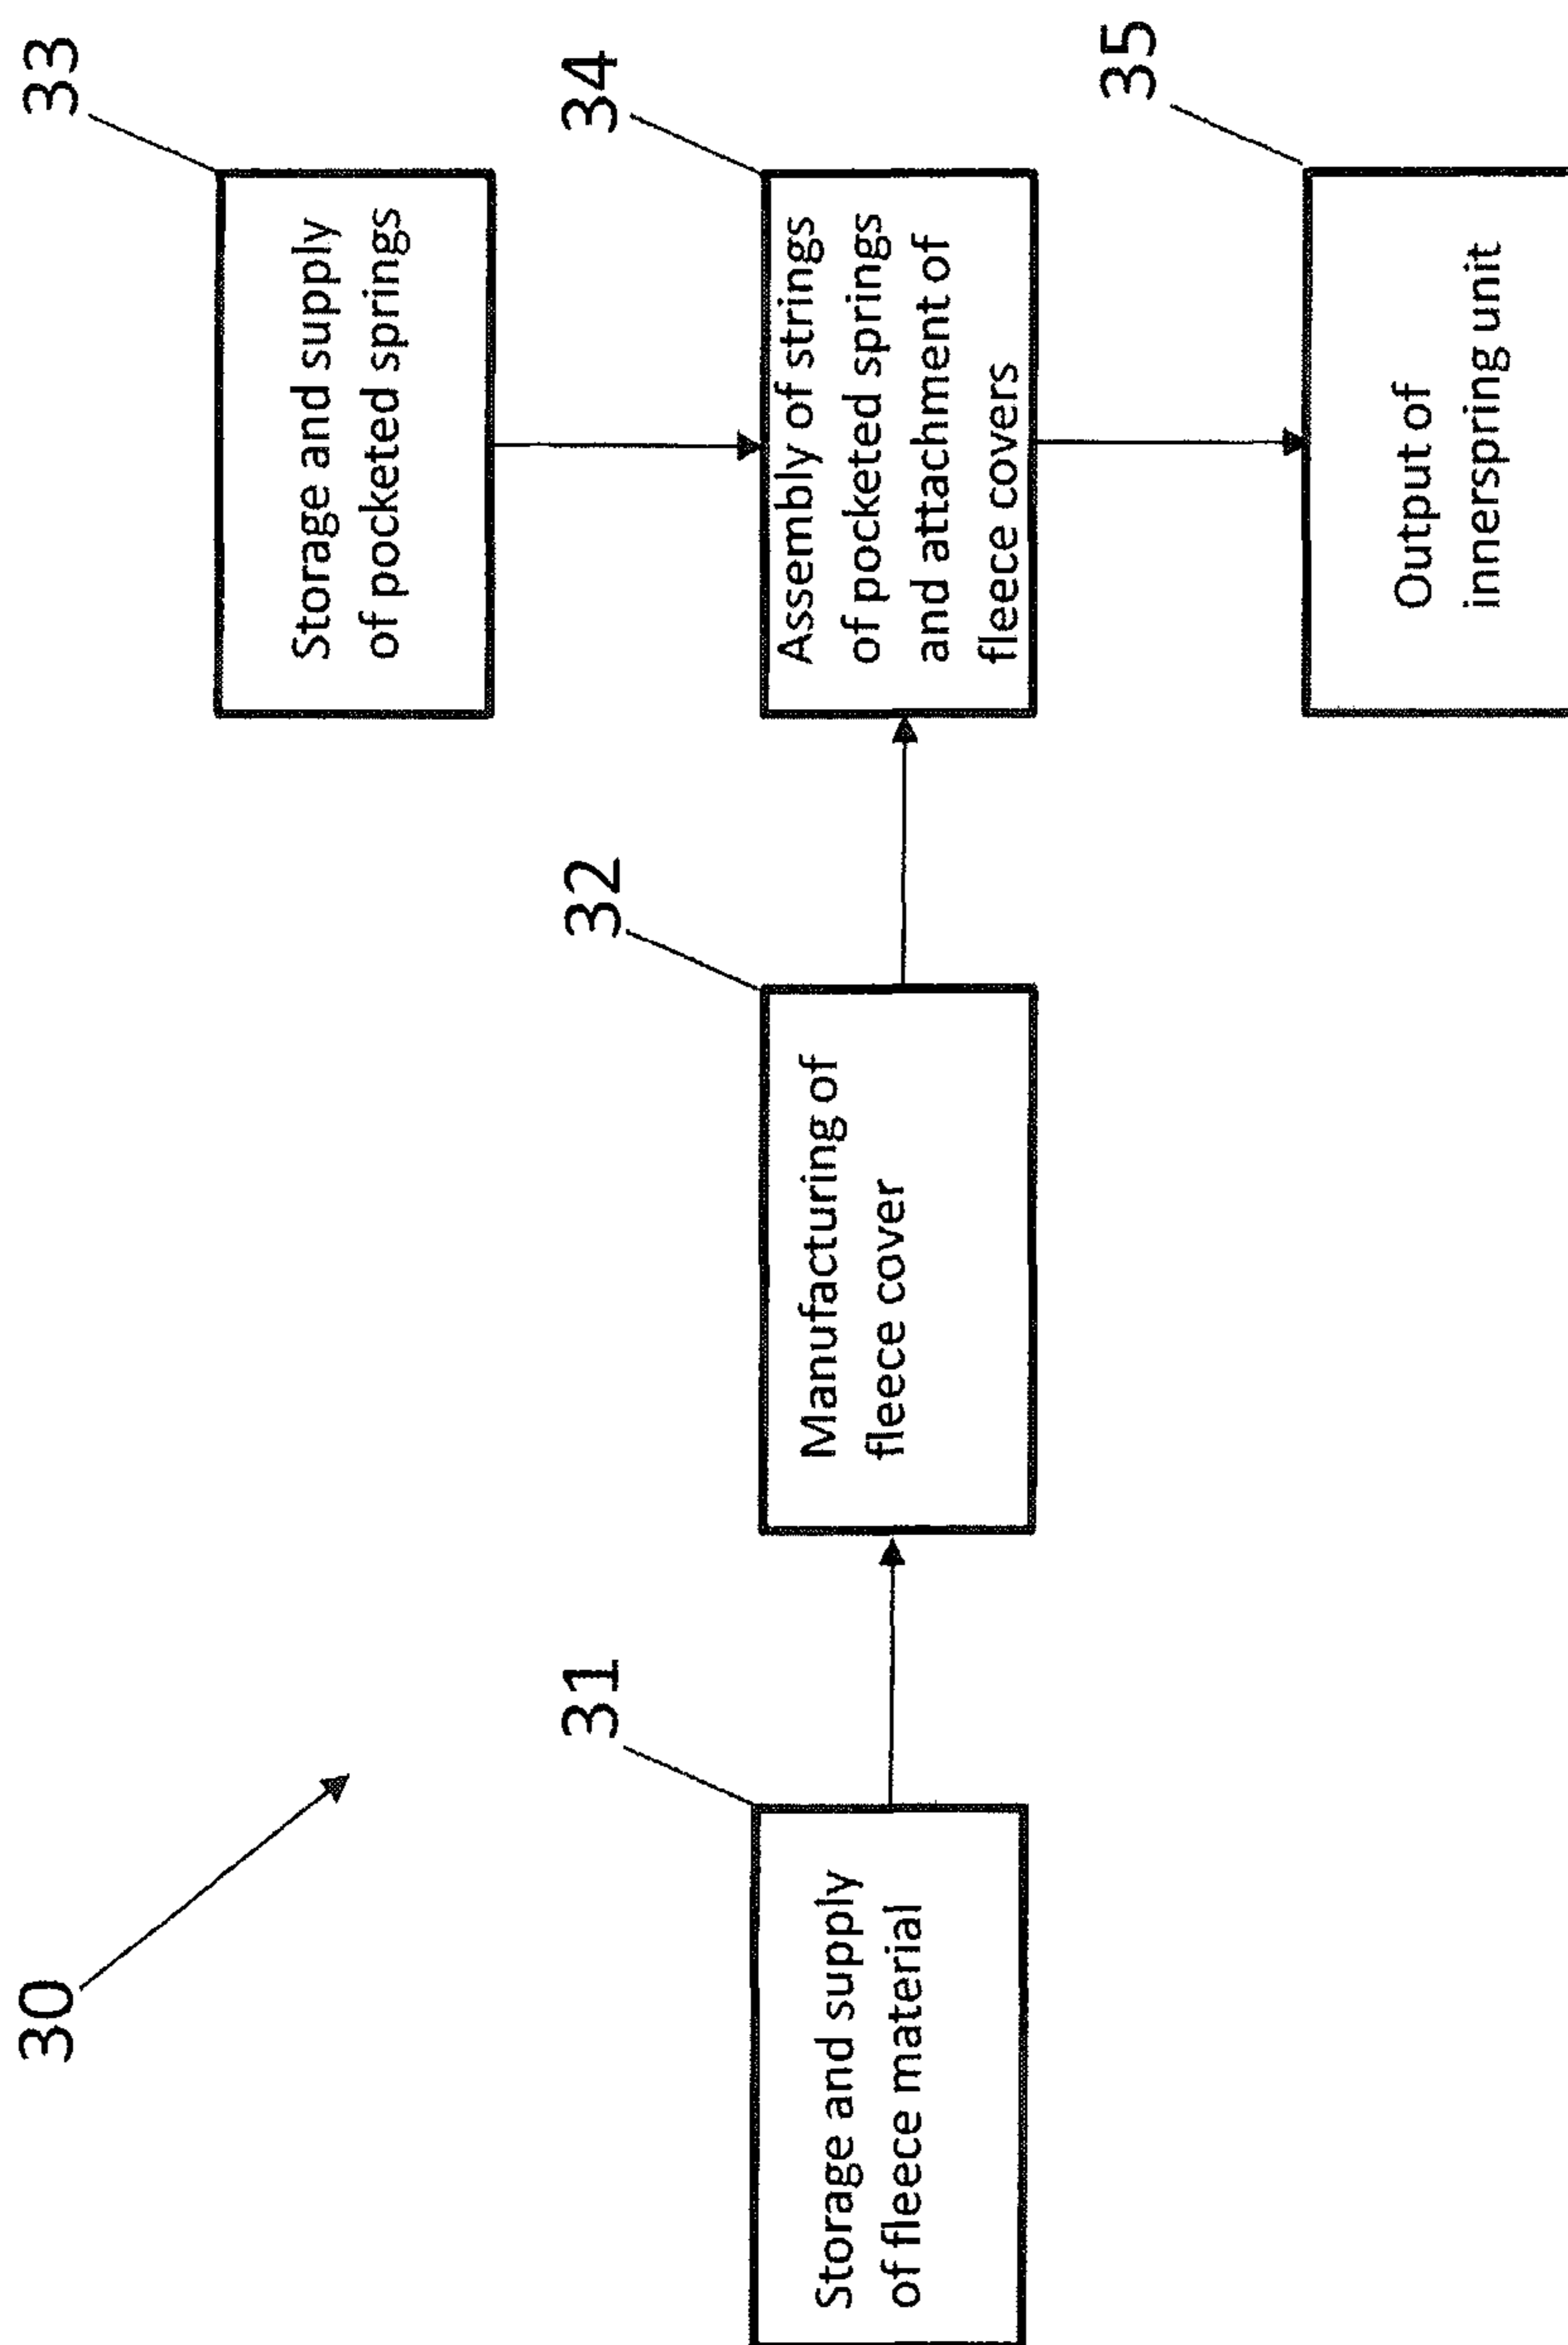 30
33
Storage and supply
of pocketed springs
31
32
34
Storage and supply
of fleece material
Manufacturing of
fleece cover
Assembly of strings
of pocketed springs
and attachment of
fleece covers
35
Output of
innerspring unit